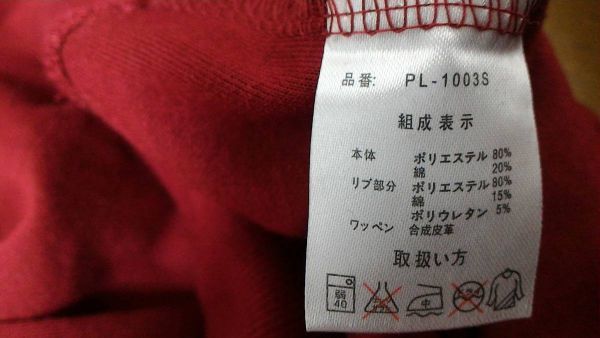 品番: PL-1003S
組成表示
本体 ポリエステル 80%
綿 20%
リブ部分 ポリエステル 80%
綿 15%
ポリウレタン 5%
ワッペン 合成皮革
取扱い方
弱 40 中